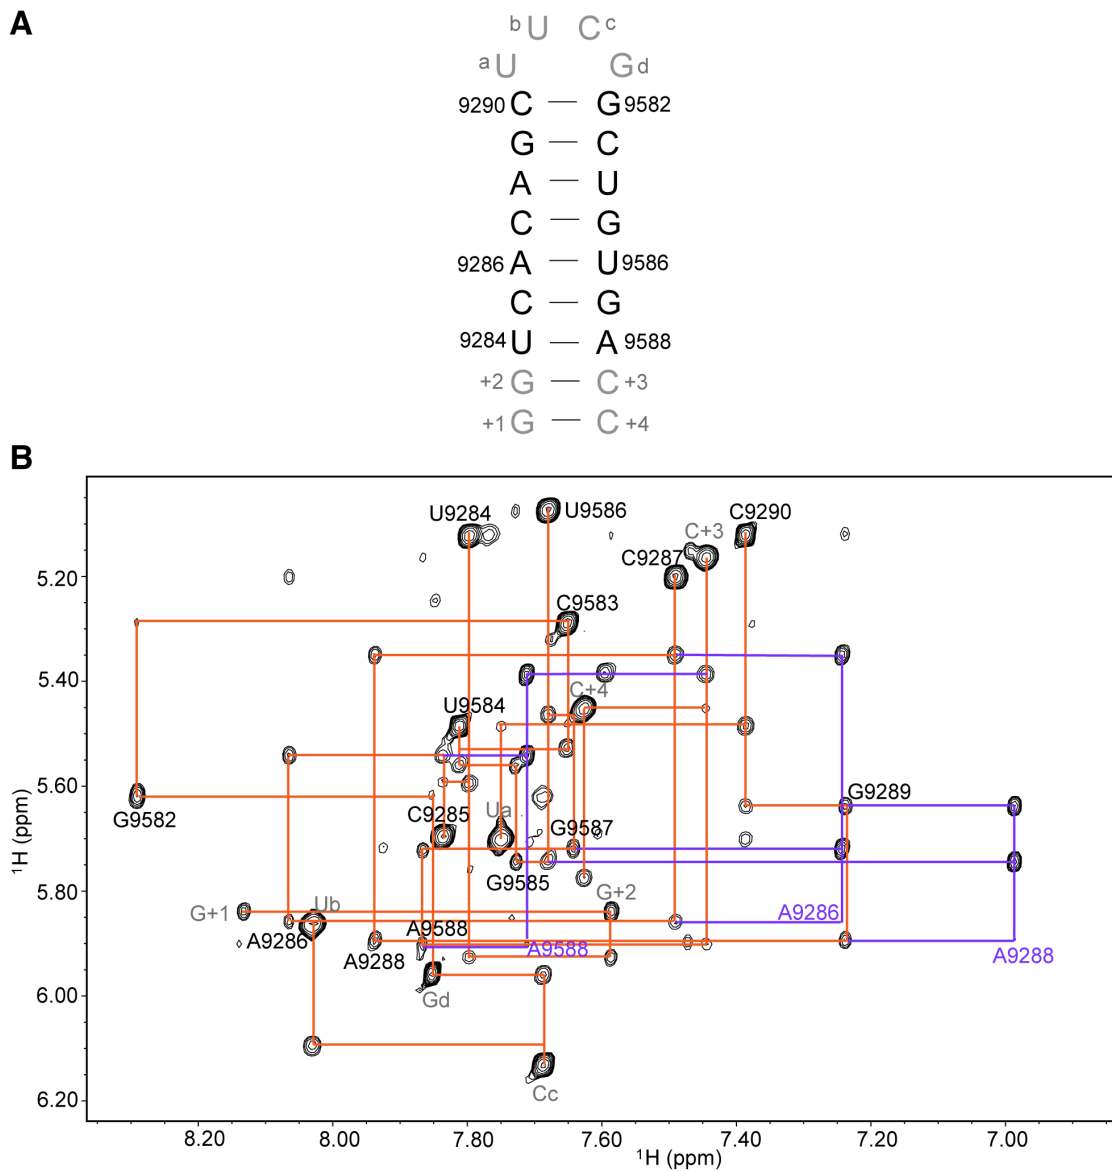 A
b U C c
a U G d
9290 C — G 9582
G — C
A — U
C — G
9286 A — U 9586
C — G
9284 U — A 9588
+2 G — C +3
+1 G — C +4
B
U9284 U9586 C9290
C+3
C9287
5.20
C9583
5.40
C+4
U9584
5.60
G9289
G9582 C9285 Ua
G9587
5.80
G9585
A9286
G+1 Ub G+2
A9286 A9588
A9588
A9288 A9288
6.00
Gd
Cc
6.20
8.20 8.00 7.80 7.60 7.40 7.20 7.00
¹H (ppm)
¹H (ppm)